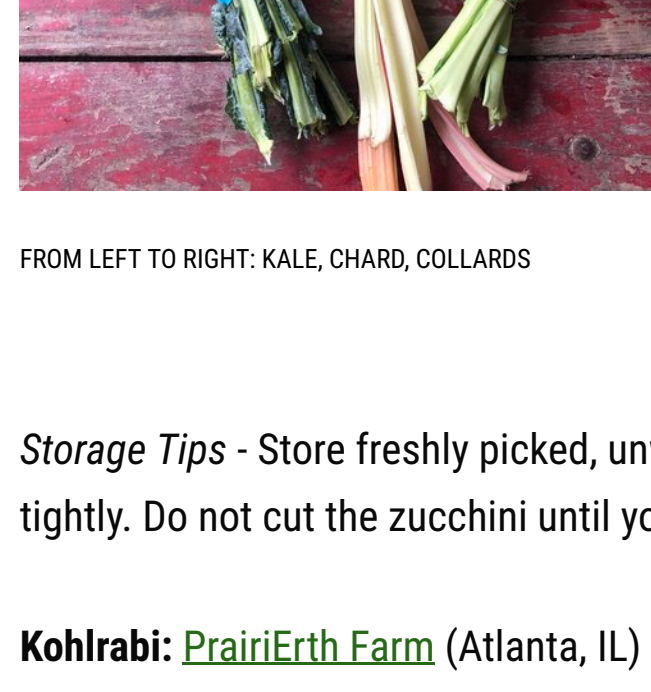 FROM LEFT TO RIGHT: KALE, CHARD, COLLARDS
Storage Tips - Store freshly picked,
tightly. Do not cut the zucchini until
Kohlrabi: PrairiErth Farm (Atlanta, IL)